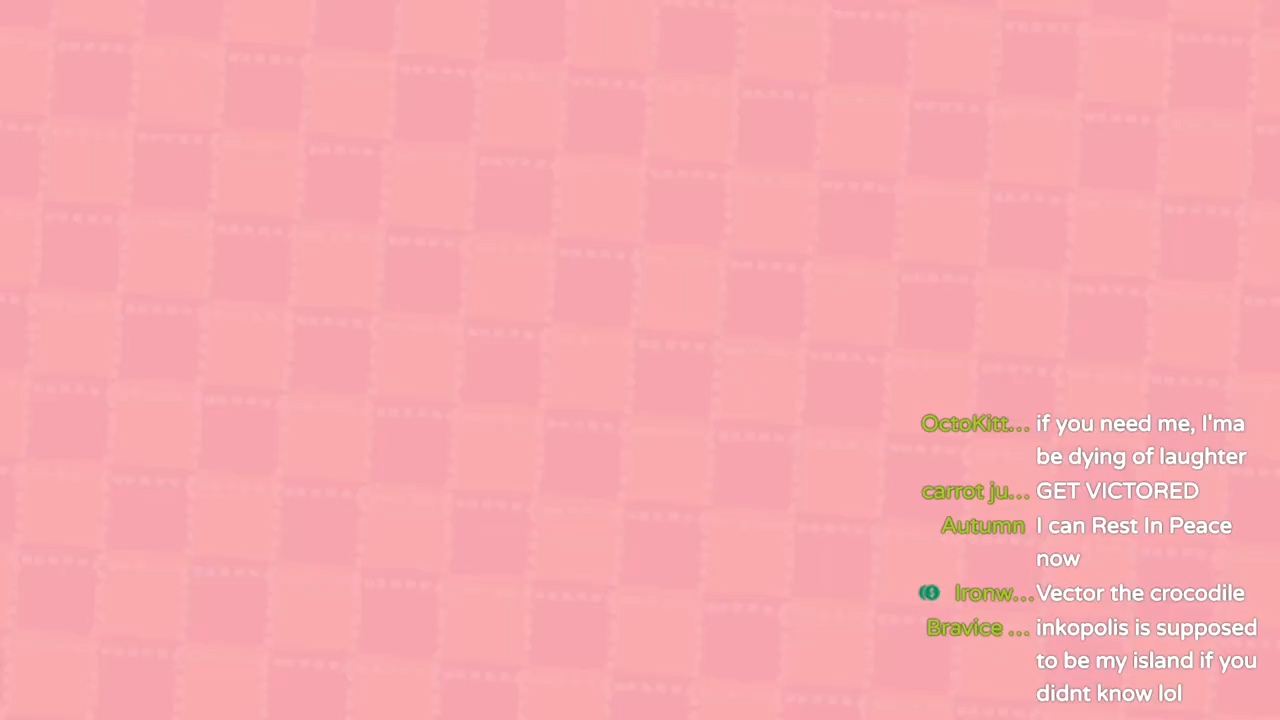 OctoKitt... if you need me, I'ma
be dying of laughter
carrot ju... GET VICTORED
Autumn I can Rest In Peace
now
Ironw... Vector the crocodile
Bravice ... inkopolis is supposed
to be my island if you
didnt know lol